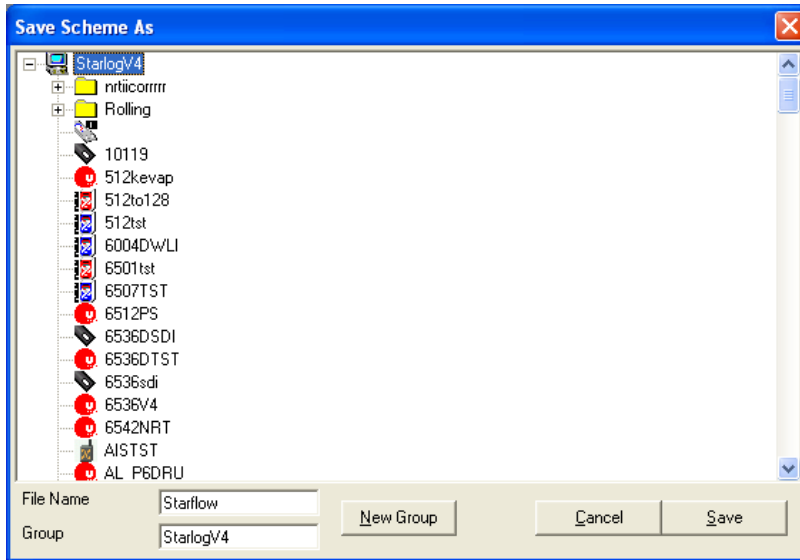 Save Scheme As
StarlogV4
nrtiicorrrrr
Rolling
10119
512kevap
512to128
512tst
6004DWLI
6501tst
6507TST
6512PS
6536DSDI
6536DTST
6536sdi
6536V4
6542NRT
AISTST
AL_P6DRU
File Name Starflow
New Group Cancel Save
Group StarlogV4